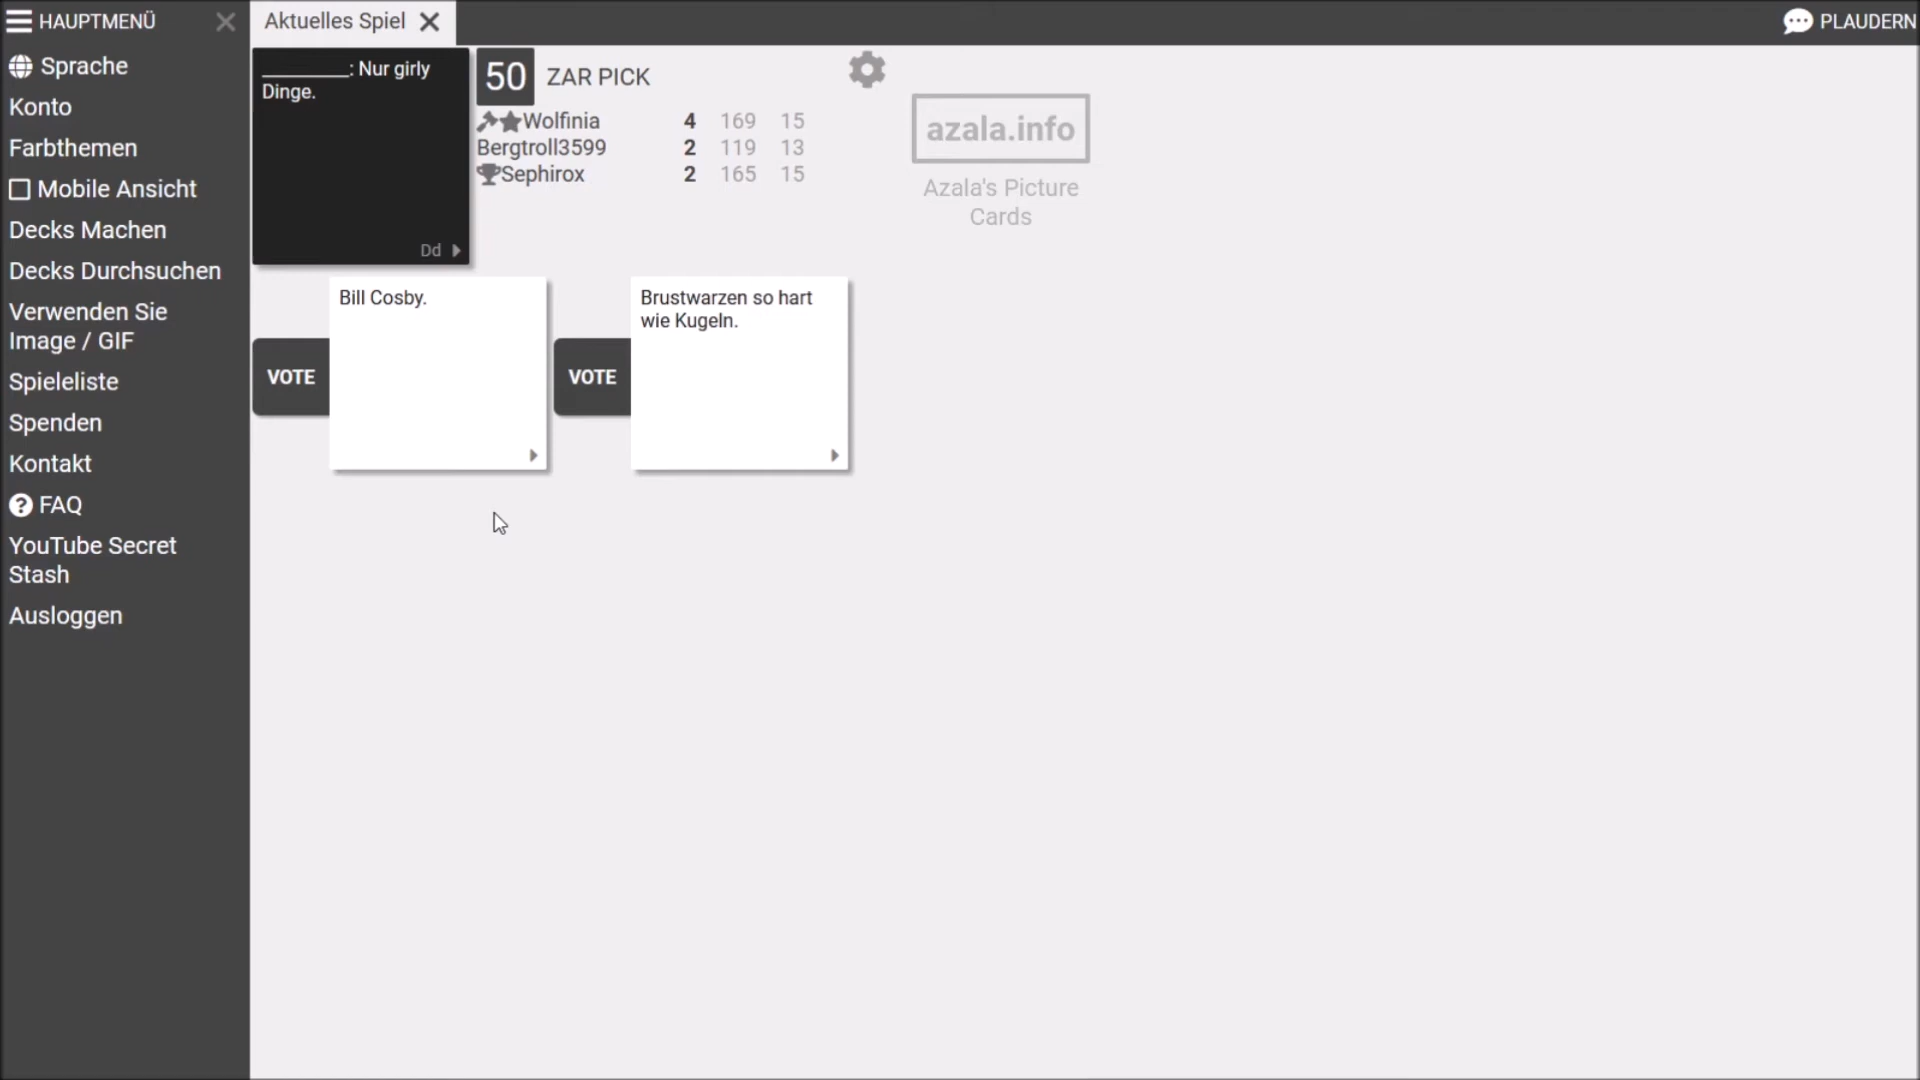 HAUPTMENÜ
Sprache
Konto
Farbthemen
Mobile Ansicht
Decks Machen
Decks Durchsuchen
Verwenden Sie
Image / GIF
Spieleliste
Spenden
Kontakt
FAQ
YouTube Secret
Stash
Ausloggen
Aktuelles Spiel
PLAUDERN
_________: Nur girly
Dinge.
Dd
50 ZAR PICK
Wolfinia 4 169 15
Bergtroll3599 2 119 13
Sephirox 2 165 15
azala.info
Azala's Picture
Cards
VOTE
Bill Cosby.
VOTE
Brustwarzen so hart
wie Kugeln.